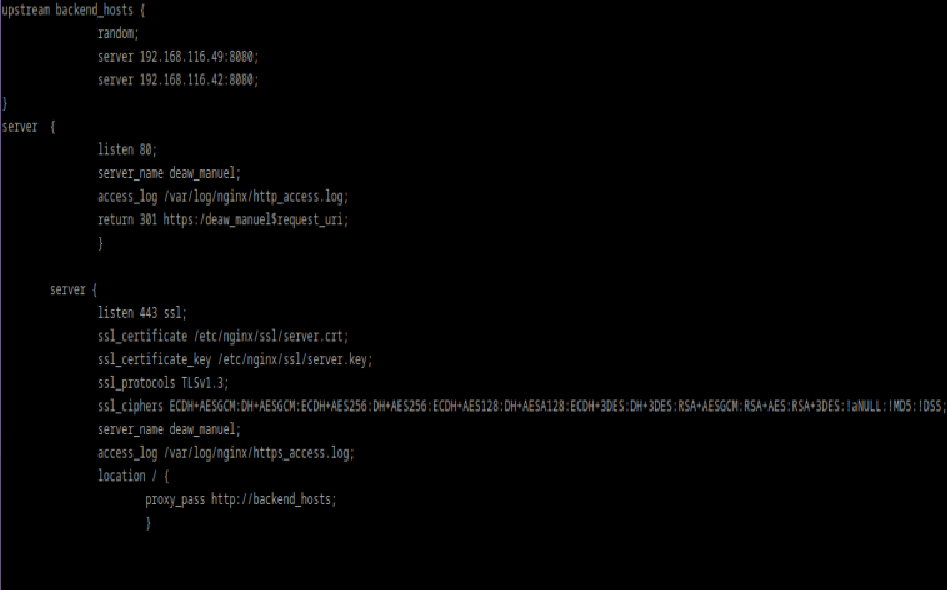 upstream backend_hosts {
random;
server 192.168.116.49:8080;
server 192.168.116.42:8080;
}
server {
listen 80;
server_name deaw_manuel;
access_log /var/log/nginx/http_access.log;
return 301 https:/deaw_manuel$request_uri;
}
server {
listen 443 ssl;
ssl_certificate /etc/nginx/ssl/server.crt;
ssl_certificate_key /etc/nginx/ssl/server.key;
ssl_protocols TLSv1.3;
ssl_ciphers ECDH+AESGCM:DH+AESGCM:ECDH+AES256:DH+AES256:ECDH+AES128:DH+AESA128:ECDH+3DES:DH+3DES:RSA+AESGCM:RSA+AES:RSA+3DES:!aNULL:!MD5:!DSS;
server_name deaw_manuel;
access_log /var/log/nginx/https_access.log;
location / {
proxy_pass http://backend_hosts;
}